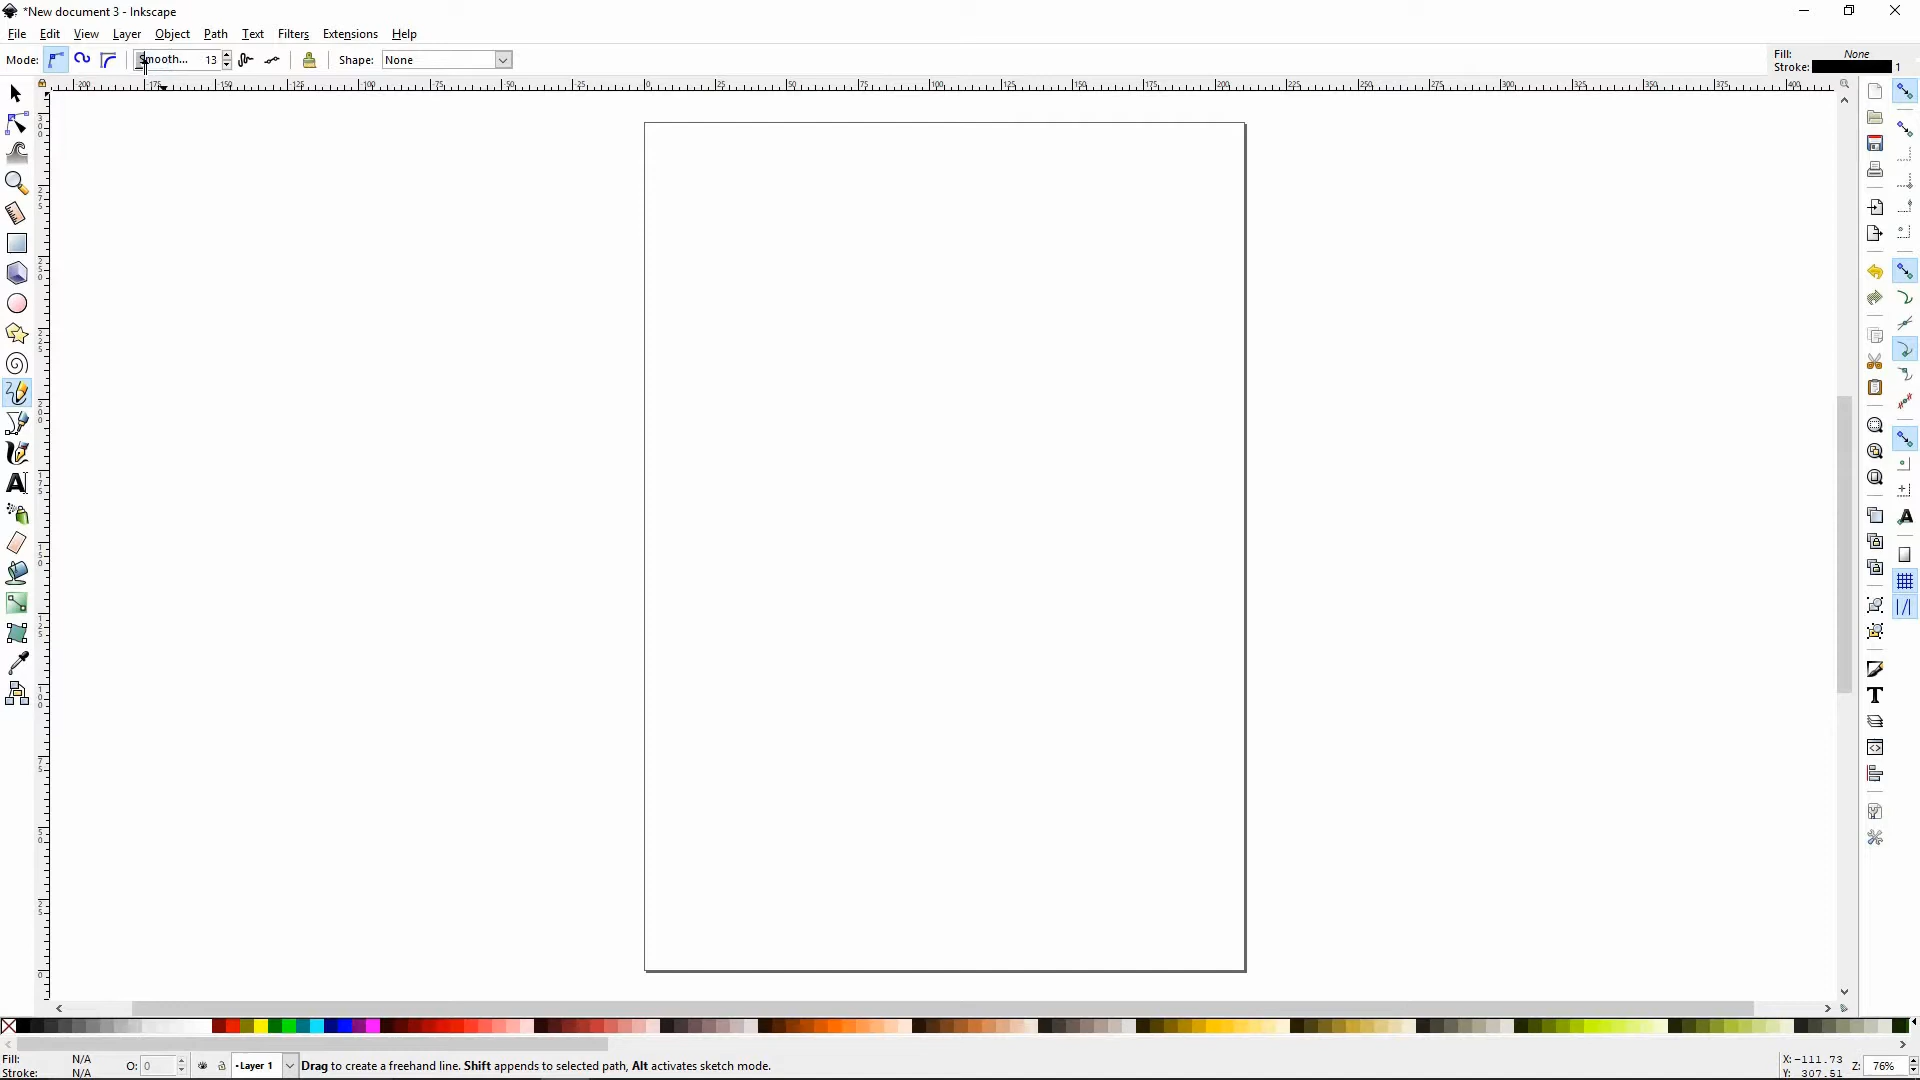 *New document 3 - Inkscape
File Edit View Layer Object Path Text Filters Extensions Help
Mode: Smooth... 13 Shape: None
Fill: None
Stroke: 1
Fill: N/A
Stroke: N/A
O: 0
•Layer 1
Drag to create a freehand line. Shift appends to selected path, Alt activates sketch mode.
X: -111.73
Y: 307.51
Z: 76%